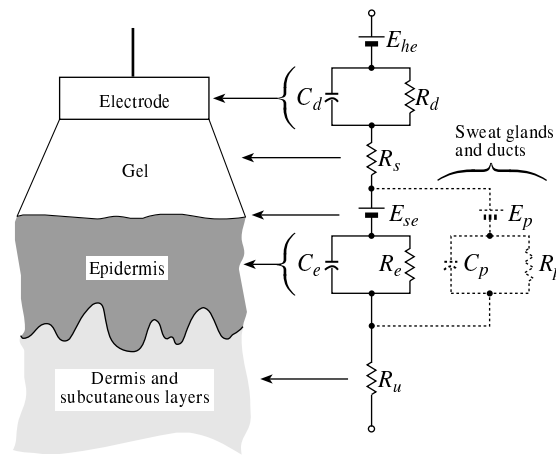 E_he
Electrode
C_d
R_d
Sweat glands
and ducts
Gel
R_s
E_se
E_p
Epidermis
C_e
R_e
C_p
Dermis and
subcutaneous layers
R_u